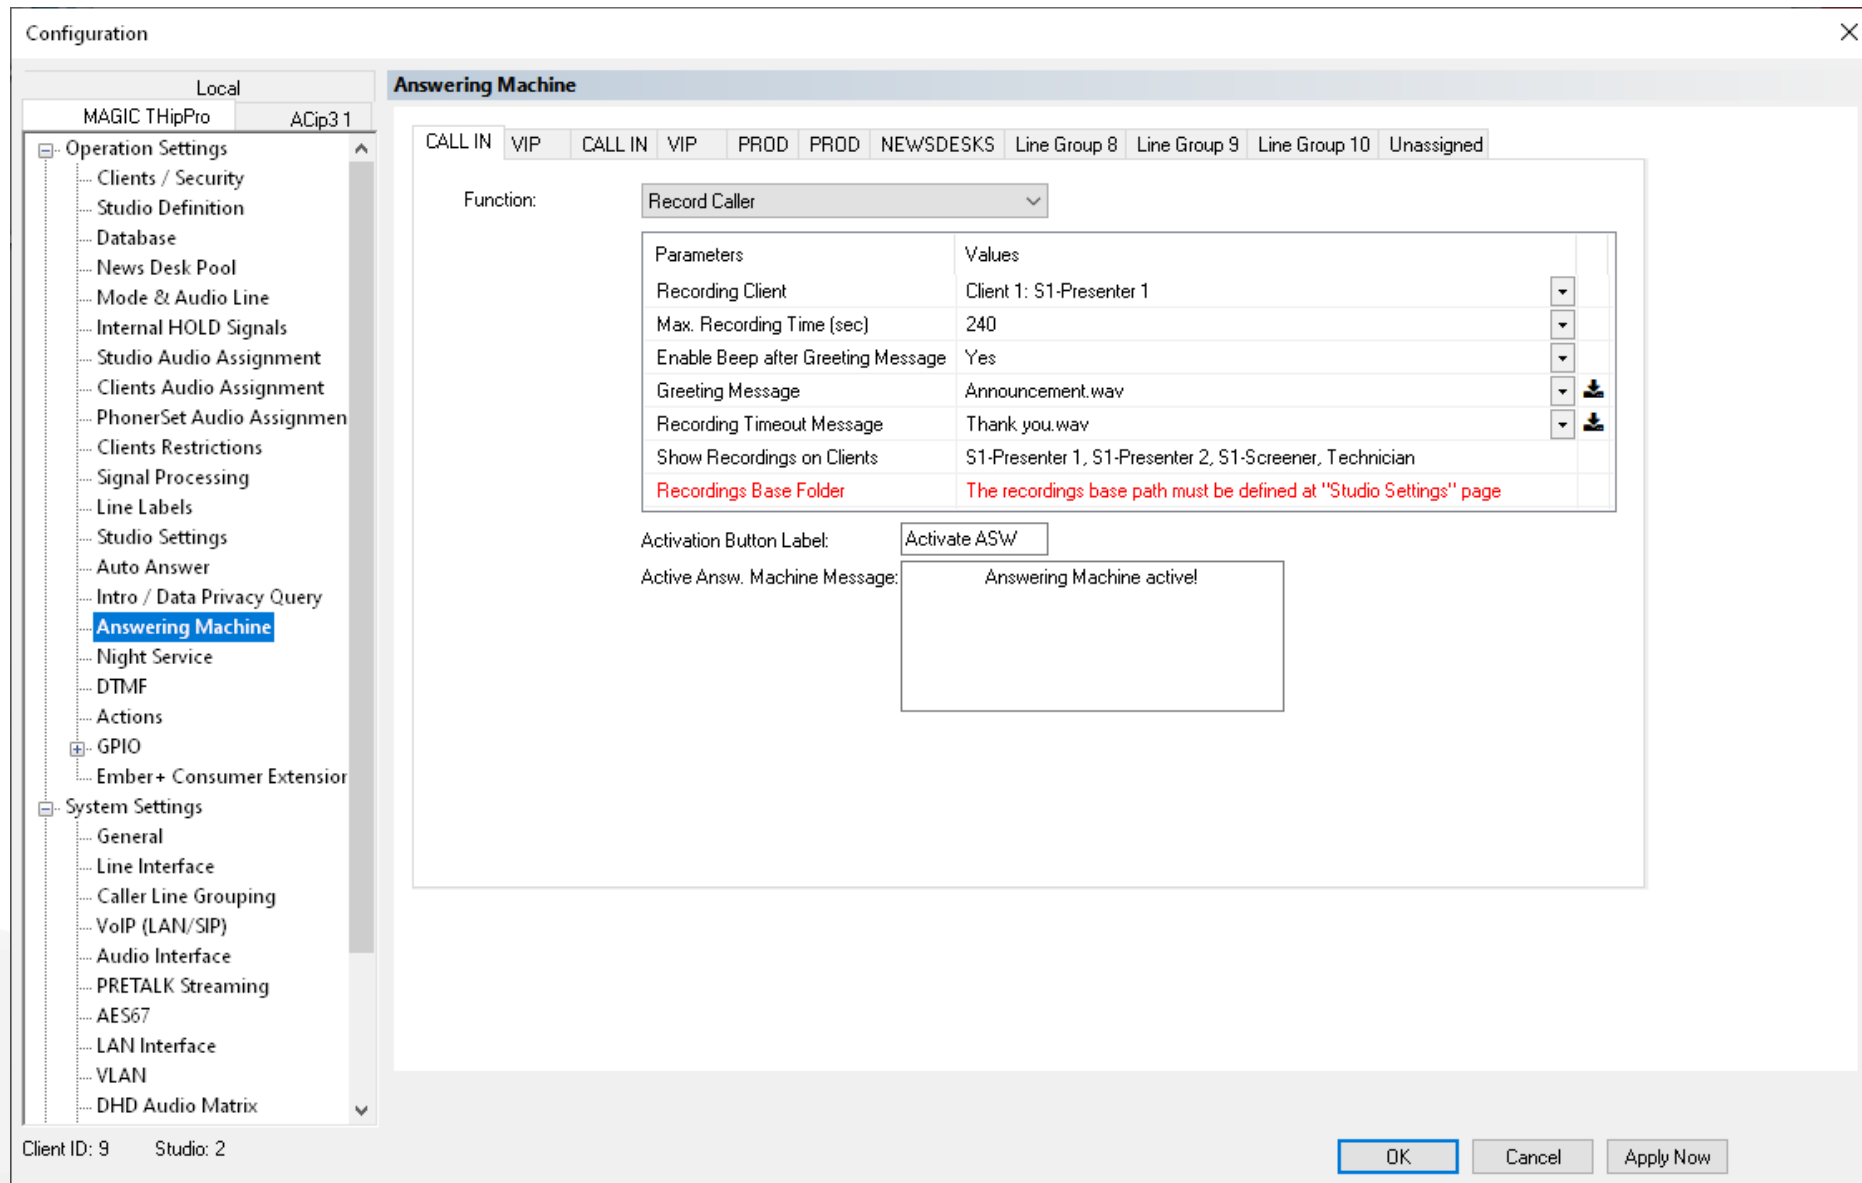 Configuration
Local
MAGIC THipPro
ACip3 1
Operation Settings
Clients / Security
Studio Definition
Database
News Desk Pool
Mode & Audio Line
Internal HOLD Signals
Studio Audio Assignment
Clients Audio Assignment
PhonerSet Audio Assignmen
Clients Restrictions
Signal Processing
Line Labels
Studio Settings
Auto Answer
Intro / Data Privacy Query
Answering Machine
Night Service
DTMF
Actions
GPIO
Ember+ Consumer Extension
System Settings
General
Line Interface
Caller Line Grouping
VoIP (LAN/SIP)
Audio Interface
PRETALK Streaming
AES67
LAN Interface
VLAN
DHD Audio Matrix
Client ID: 9 Studio: 2
Answering Machine
CALL IN VIP CALL IN VIP PROD PROD NEWSDESKS Line Group 8 Line Group 9 Line Group 10 Unassigned
Function: Record Caller
Parameters Values
Recording Client Client 1: S1-Presenter 1
Max. Recording Time (sec) 240
Enable Beep after Greeting Message Yes
Greeting Message Announcement.wav
Recording Timeout Message Thank you.wav
Show Recordings on Clients S1-Presenter 1, S1-Presenter 2, S1-Screener, Technician
Recordings Base Folder The recordings base path must be defined at "Studio Settings" page
Activation Button Label: Activate ASW
Active Answ. Machine Message: Answering Machine active!
OK Cancel Apply Now